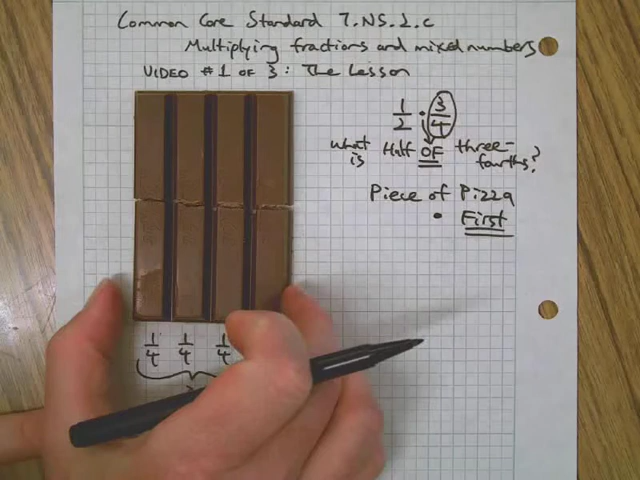 Common Core Standard 7.NS.2.c
Multiplying fractions and mixed numbers
VIDEO #1 OF 3: The Lesson
1/2 · 3/4
what is Half OF three-fourths?
Piece of Pizza
• First
1/4 1/4 1/4